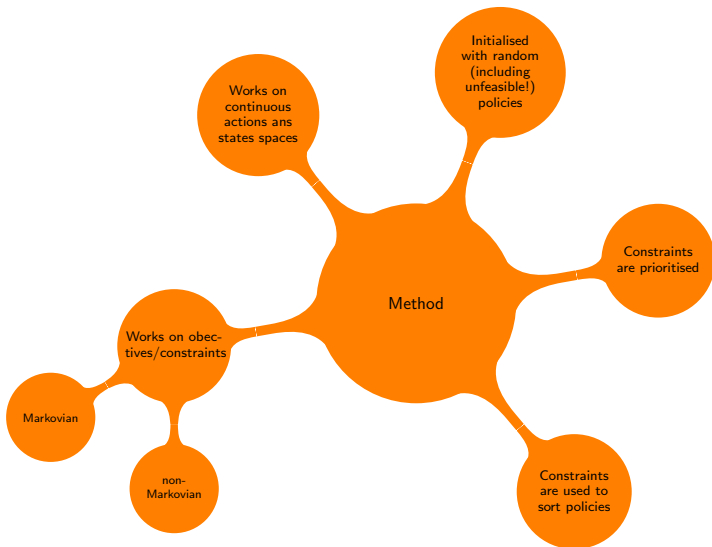 Initialised
with random
(including
unfeasible!)
policies
Works on
continuous
actions ans
states spaces
Constraints
are prioritised
Method
Works on obec-
tives/constraints
Markovian
non-
Markovian
Constraints
are used to
sort policies